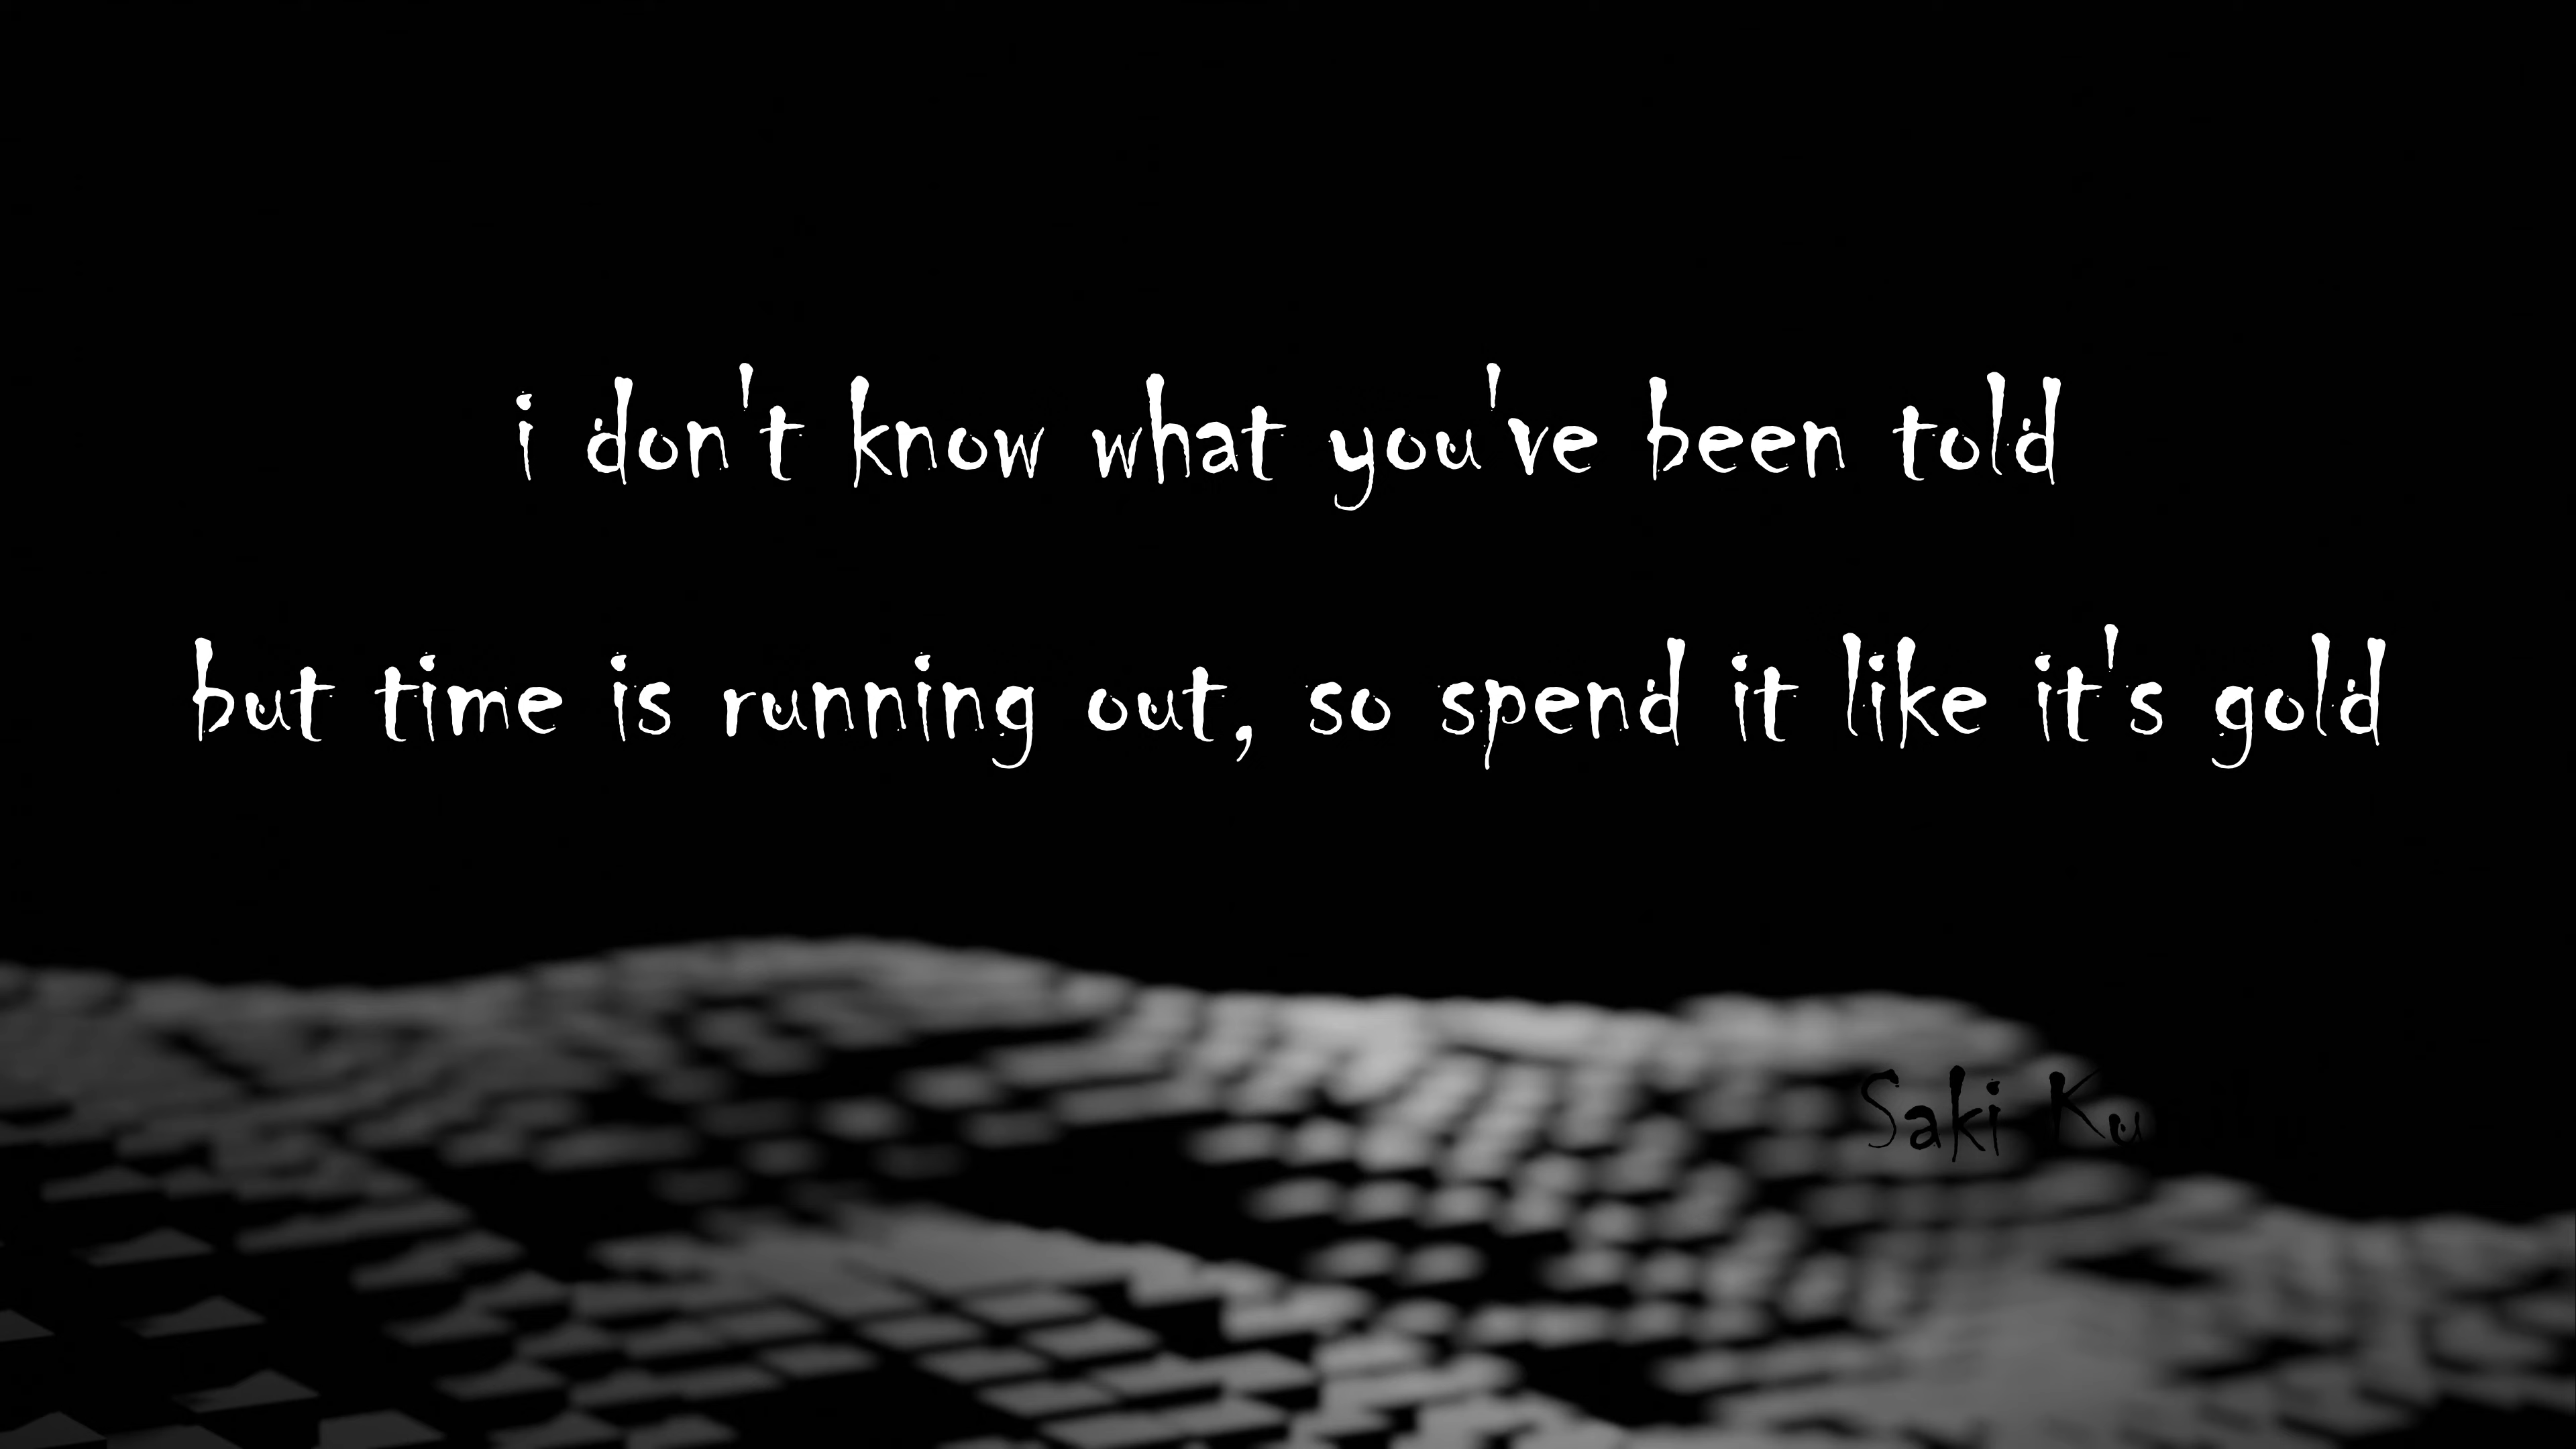 i don't know what you've been told
but time is running out, so spend it like it's gold
Saki